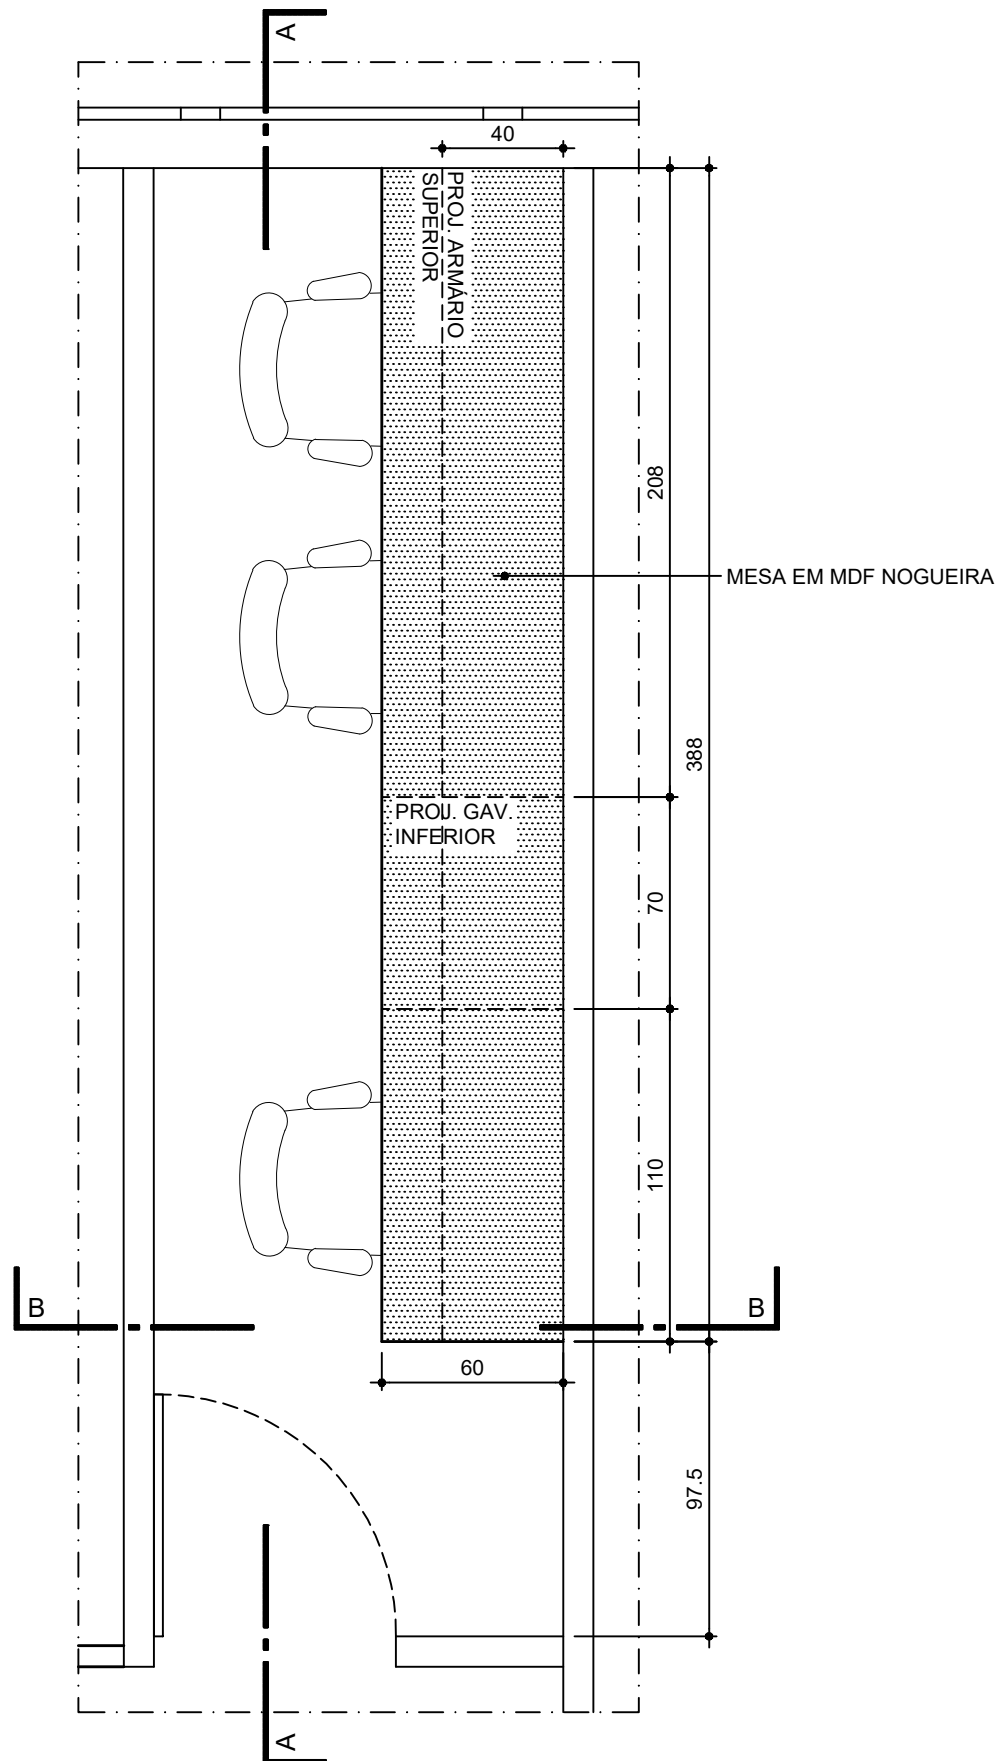 A
40
PROJ. ARMÁRIO
SUPERIOR
208
MESA EM MDF NOGUEIRA
388
PROJ. GAV.
INFERIOR
70
110
B
B
60
97.5
A